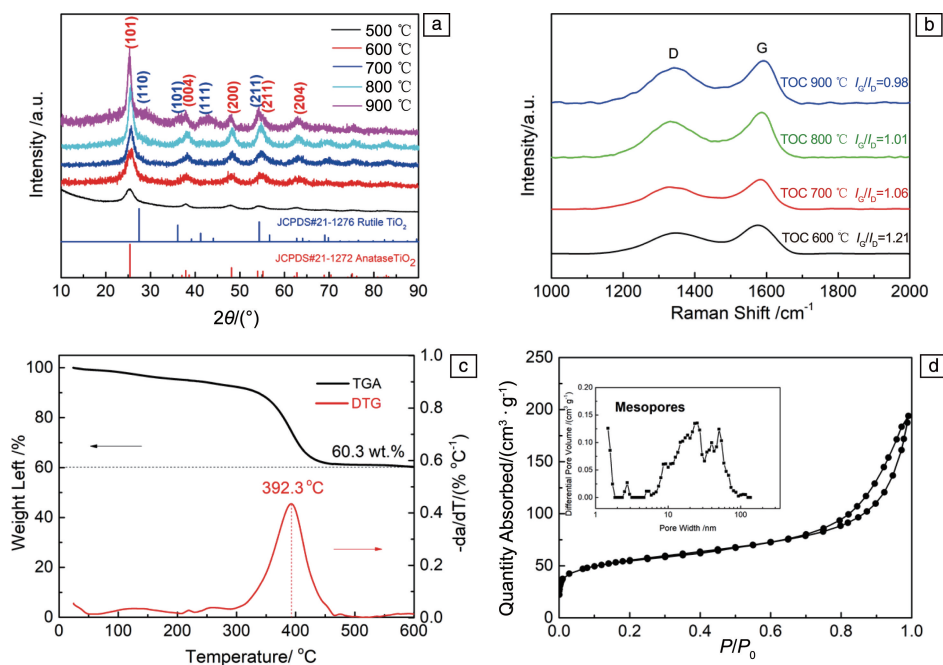 a
(101)
(110)
(101)
(004)
(111)
(200)
(211)
(211)
(204)
500 ℃
600 ℃
700 ℃
800 ℃
900 ℃
JCPDS#21-1276 Rutile TiO2
JCPDS#21-1272 AnataseTiO2
Intensity /a.u.
10 20 30 40 50 60 70 80 90
2θ/(°)
b
D G
TOC 900 ℃ IG/ID=0.98
TOC 800 ℃ IG/ID=1.01
TOC 700 ℃ IG/ID=1.06
TOC 600 ℃ IG/ID=1.21
Intensity/a.u.
1000 1200 1400 1600 1800 2000
Raman Shift /cm-1
c
TGA
DTG
60.3 wt.%
392.3 oC
Weight Left /%
100
80
60
40
20
0
1.0
0.8
0.6
0.4
0.2
0.0
-da/dT/(% oC-1)
0 100 200 300 400 500 600
Temperature/ oC
d
Quantity Absorbed/(cm3 · g-1)
250
200
150
100
50
0
Mesopores
Differential Pore Volume /(cm3 g-1)
0.20
0.15
0.10
0.05
0.00
1 10 100
Pore Width /nm
0.0 0.2 0.4 0.6 0.8 1.0
P/P0